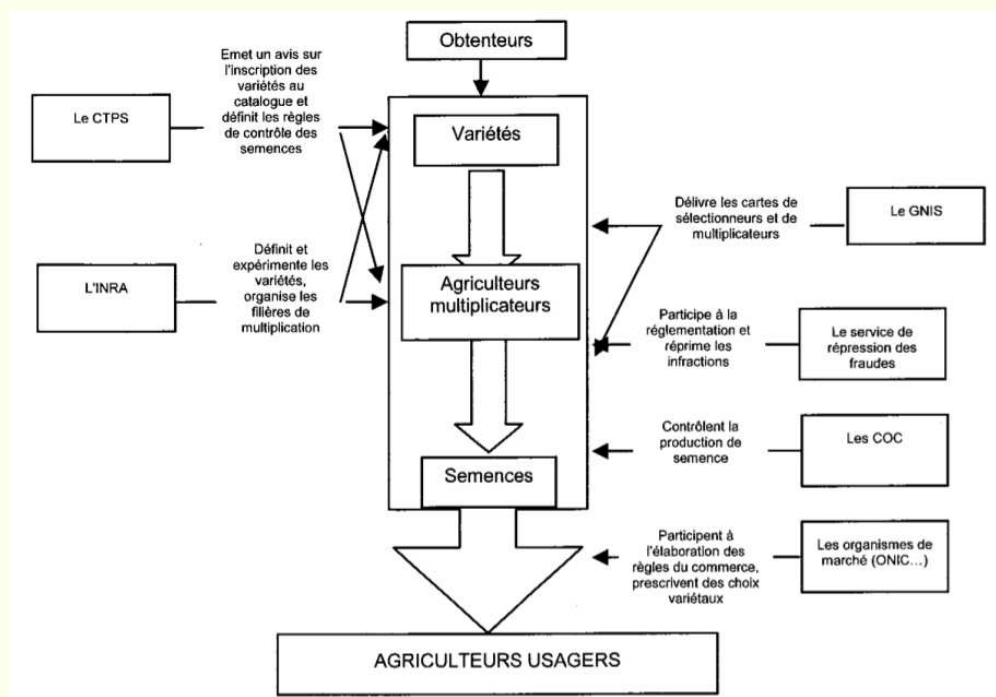 Obtenteurs
Emet un avis sur
l'inscription des
variétés au
catalogue et
définit les règles
de contrôle des
semences
Le CTPS
Variétés
Délivre les cartes de
sélectionneurs et de
multiplicateurs
Le GNIS
Définit et
expérimente les
variétés,
organise les
filières de
multiplication
L'INRA
Agriculteurs
multiplicateurs
Participe à la
réglementation et
réprime les
infractions
Le service de
répression des
fraudes
Contrôlent la
production de
semence
Les COC
Semences
Participent à
l'élaboration des
règles du commerce,
prescrivent des choix
variétaux
Les organismes de
marché (ONIC...)
AGRICULTEURS USAGERS